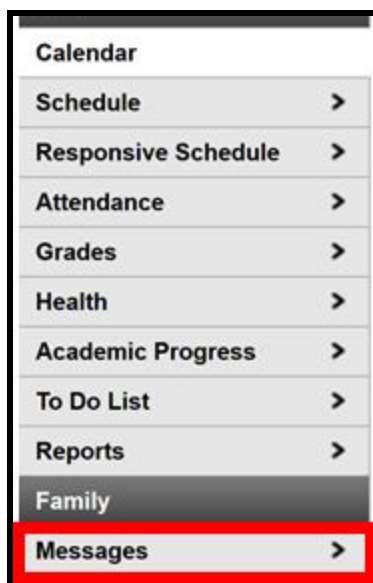 Calendar
Schedule
Responsive Schedule
Attendance
Grades
Health
Academic Progress
To Do List
Reports
Family
Messages